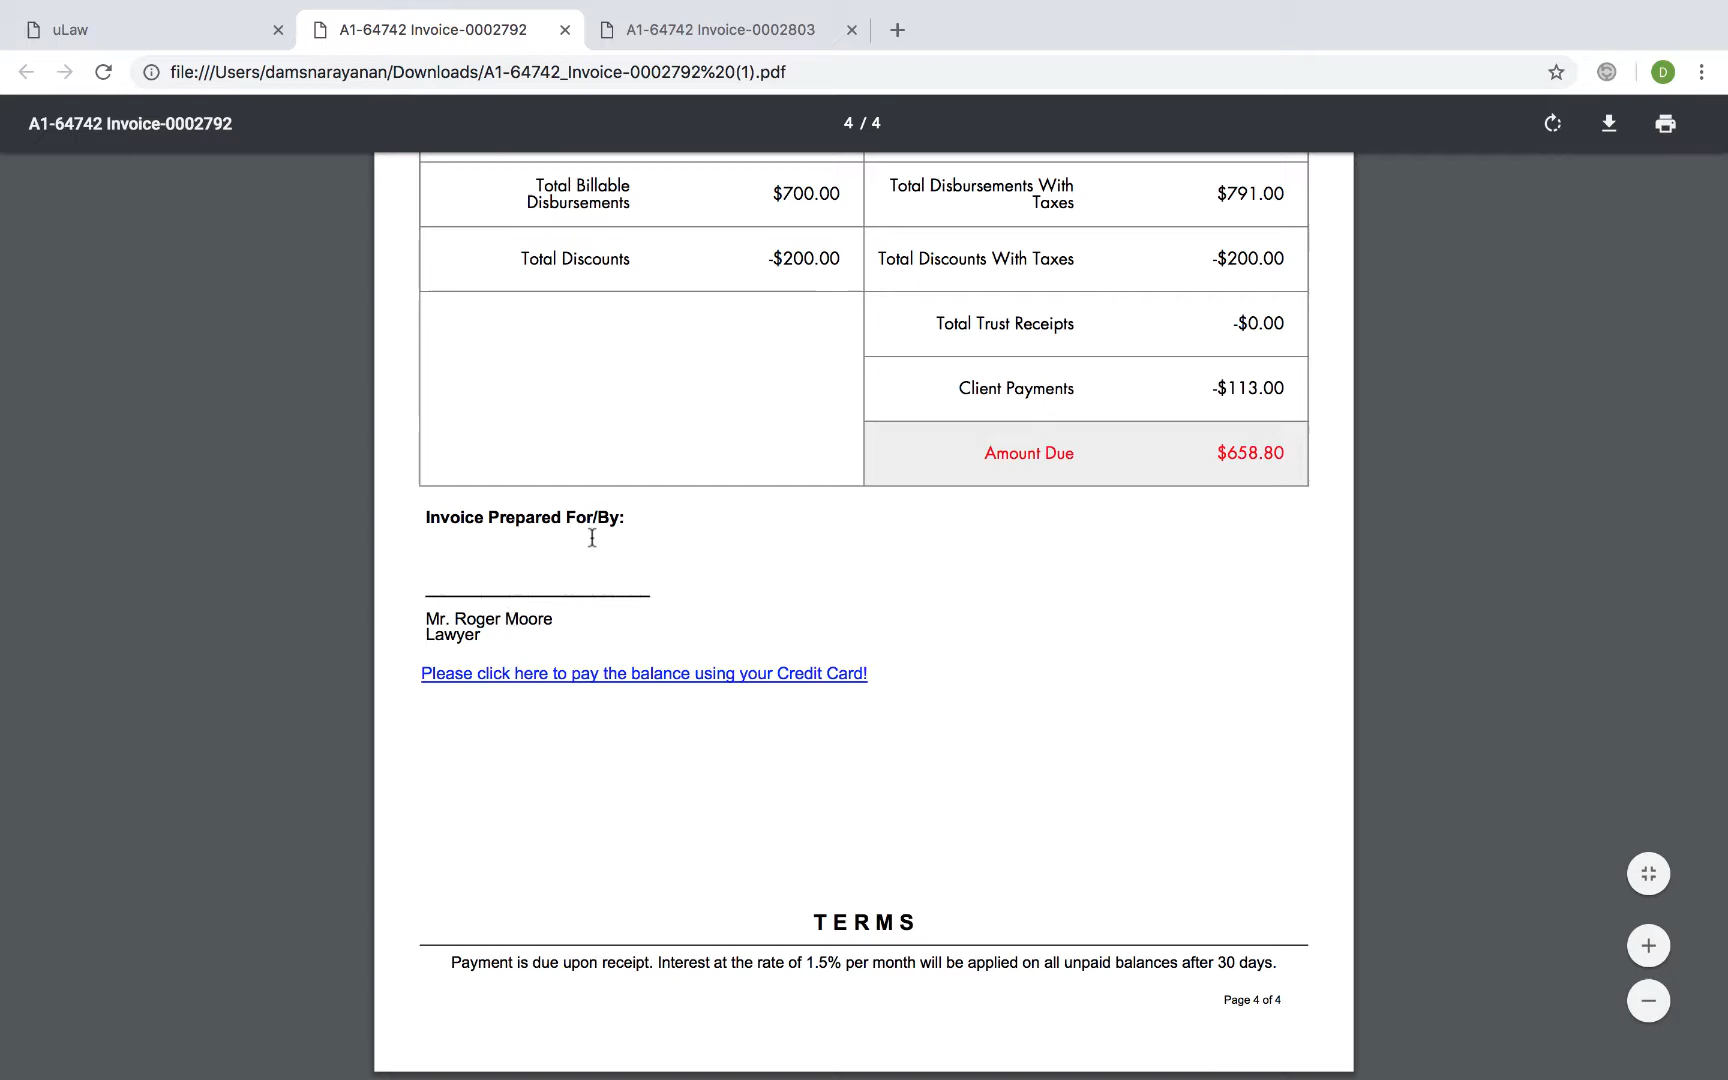 uLaw
A1-64742 Invoice-0002792
A1-64742 Invoice-0002803
file:///Users/damsnarayanan/Downloads/A1-64742_Invoice-0002792%20(1).pdf
D
A1-64742 Invoice-0002792
4 / 4
Total Billable
Disbursements
$700.00
Total Disbursements With
Taxes
$791.00
Total Discounts
-$200.00
Total Discounts With Taxes
-$200.00
Total Trust Receipts
-$0.00
Client Payments
-$113.00
Amount Due
$658.80
Invoice Prepared For/By:
Mr. Roger Moore
Lawyer
Please click here to pay the balance using your Credit Card!
TERMS
Payment is due upon receipt. Interest at the rate of 1.5% per month will be applied on all unpaid balances after 30 days.
Page 4 of 4